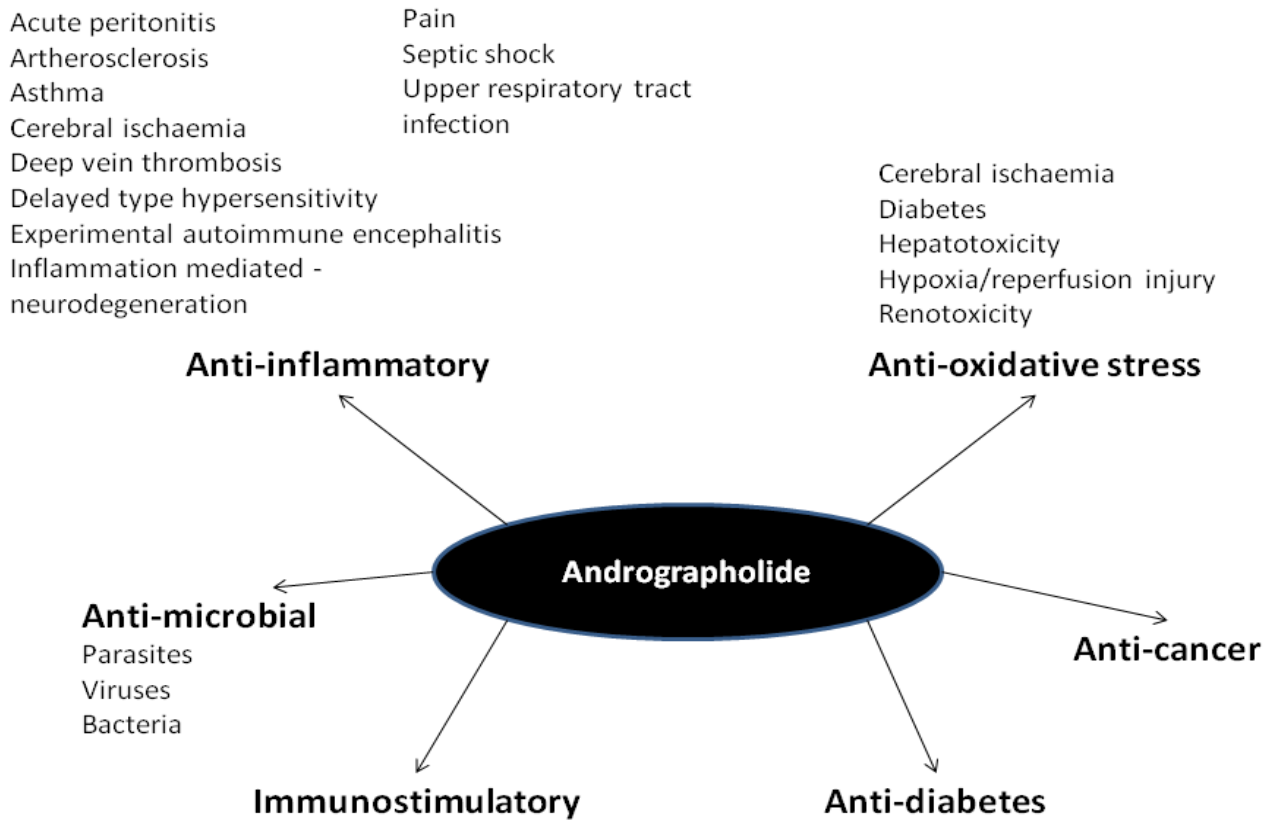 Acute peritonitis
Artherosclerosis
Asthma
Cerebral ischaemia
Deep vein thrombosis
Delayed type hypersensitivity
Experimental autoimmune encephalitis
Inflammation mediated -
neurodegeneration
Pain
Septic shock
Upper respiratory tract
infection
Anti-inflammatory
Cerebral ischaemia
Diabetes
Hepatotoxicity
Hypoxia/reperfusion injury
Renotoxicity
Anti-oxidative stress
Andrographolide
Anti-microbial
Parasites
Viruses
Bacteria
Anti-cancer
Immunostimulatory
Anti-diabetes